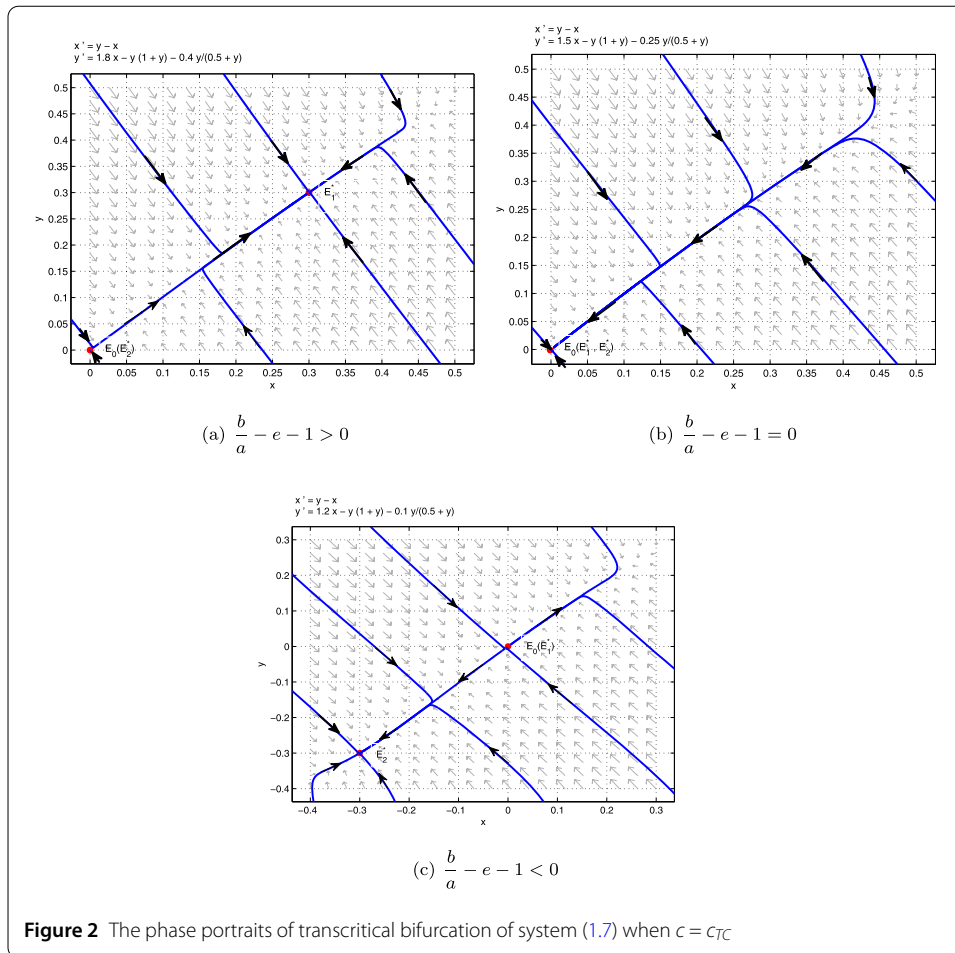 x ' = y − x
y ' = 1.8 x − y (1 + y) − 0.4 y/(0.5 + y)
0.5
0.45
0.4
0.35
0.3
0.25
0.2
0.15
0.1
0.05
0
y
E*1
E0(E*2)
0 0.05 0.1 0.15 0.2 0.25 0.3 0.35 0.4 0.45 0.5
x
(a) b/a − e − 1 > 0
x ' = y − x
y ' = 1.5 x − y (1 + y) − 0.25 y/(0.5 + y)
0.5
0.45
0.4
0.35
0.3
0.25
0.2
0.15
0.1
0.05
0
y
E0(E*1, E*2)
0 0.05 0.1 0.15 0.2 0.25 0.3 0.35 0.4 0.45 0.5
x
(b) b/a − e − 1 = 0
x ' = y − x
y ' = 1.2 x − y (1 + y) − 0.1 y/(0.5 + y)
0.3
0.2
0.1
0
−0.1
−0.2
−0.3
−0.4
y
E0(E*1)
E*2
−0.4 −0.3 −0.2 −0.1 0 0.1 0.2 0.3
x
(c) b/a − e − 1 < 0
Figure 2 The phase portraits of transcritical bifurcation of system (1.7) when c = cTC